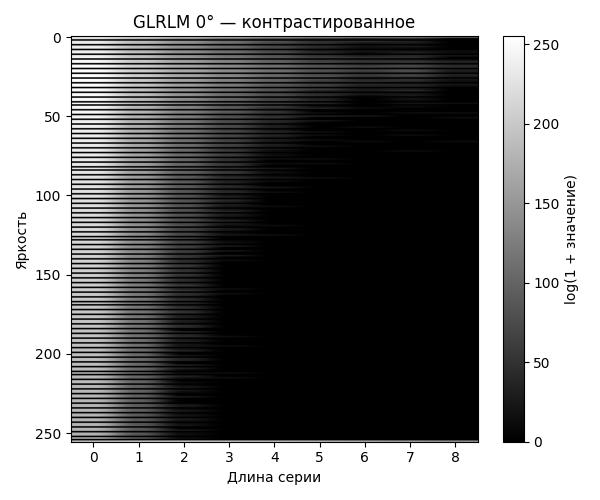 GLRLM 0° — контрастированное
0
50
100
150
200
250
Яркость
0 1 2 3 4 5 6 7 8
Длина серии
250
200
150
100
50
0
log(1 + значение)